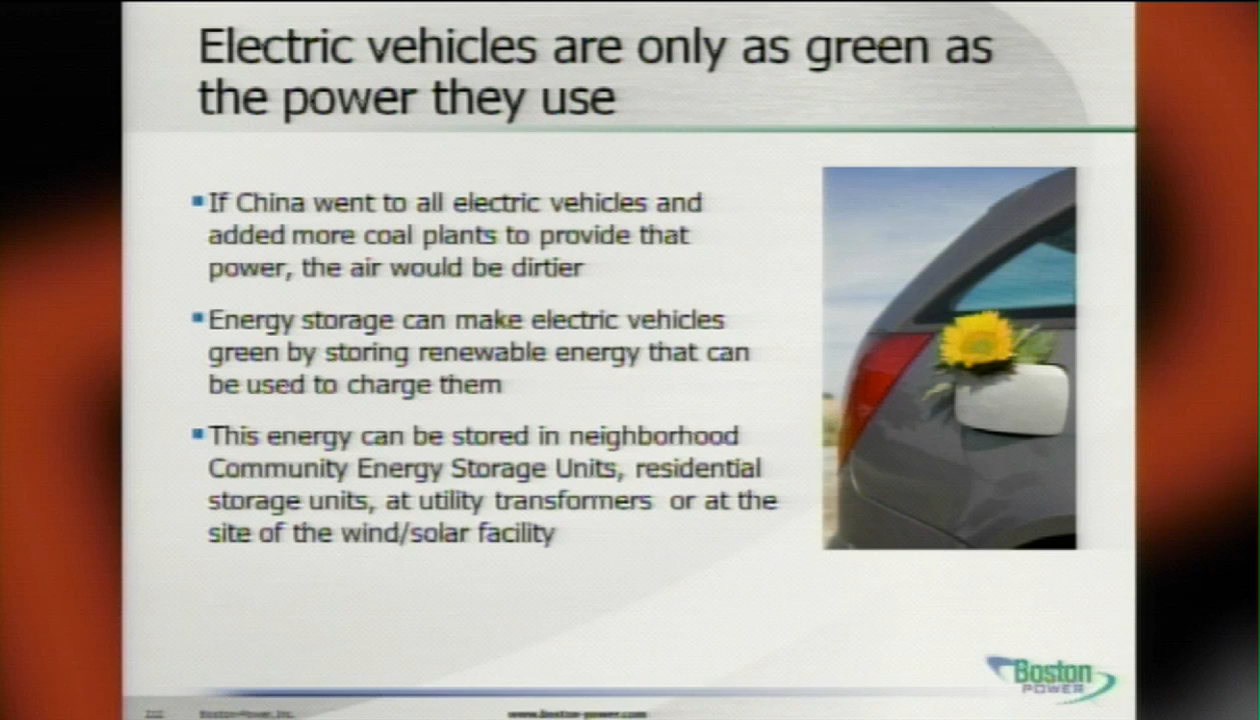 Electric vehicles are only as green as
the power they use
If China went to all electric vehicles and
added more coal plants to provide that
power, the air would be dirtier
Energy storage can make electric vehicles
green by storing renewable energy that can
be used to charge them
This energy can be stored in neighborhood
Community Energy Storage Units, residential
storage units, at utility transformers or at the
site of the wind/solar facility
Boston
POWER
Boston-Power, Inc.
www.boston-power.com